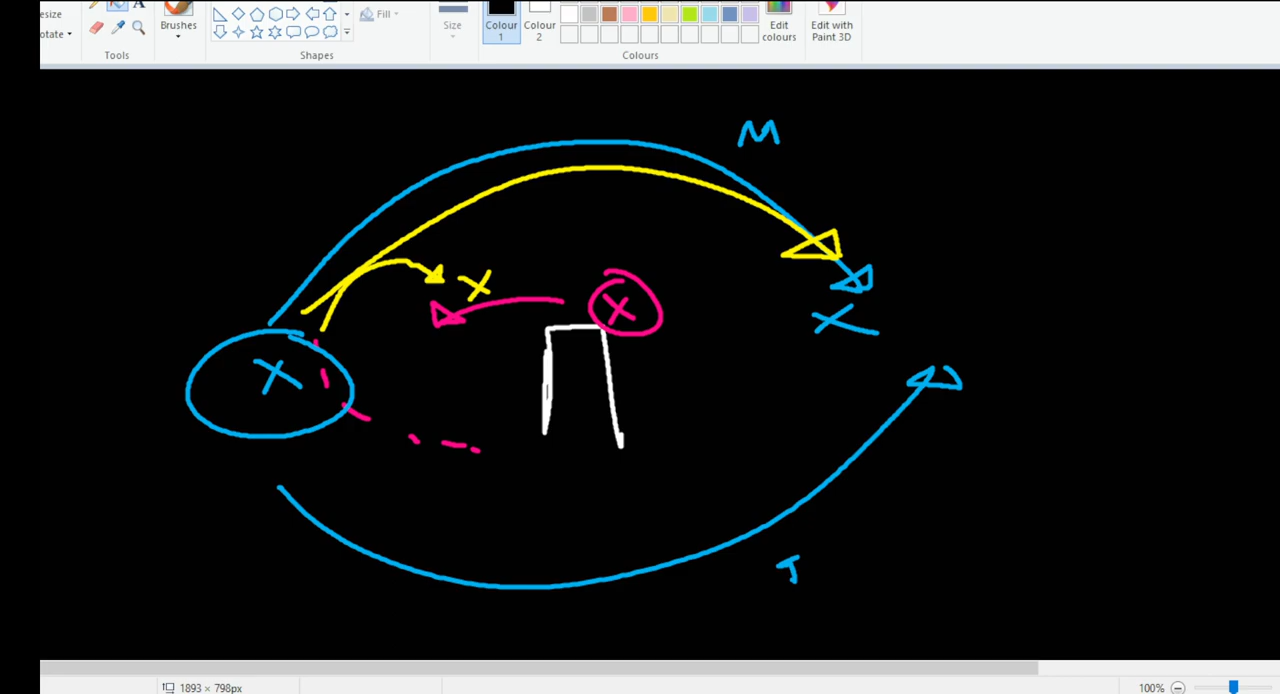 esize
otate
A
Brushes
Fill
Size
Colour
1
Colour
2
Edit
colours
Edit with
Paint 3D
Tools
Shapes
Colours
M
X
X
X
X
J
1893 × 798px
100%